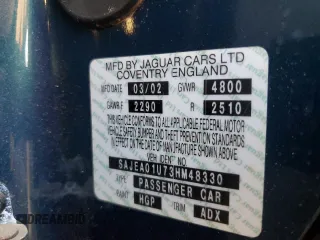 MFD BY JAGUAR CARS LTD
COVENTRY ENGLAND
MFD DATE 03/02 GVWR 4800
GAWR F 2290 R 2510
THIS VEHICLE CONFORMS TO ALL APPLICABLE FEDERAL MOTOR
VEHICLE SAFETY BUMPER AND THEFT PREVENTION STANDARDS
IN EFFECT ON THE DATE OF MANUFACTURE SHOWN ABOVE
VEH IDENT Nº
SAJEA01U73HM48330
TYPE PASSENGER CAR
PAINT HGP TRIM ADX
DREAMBID